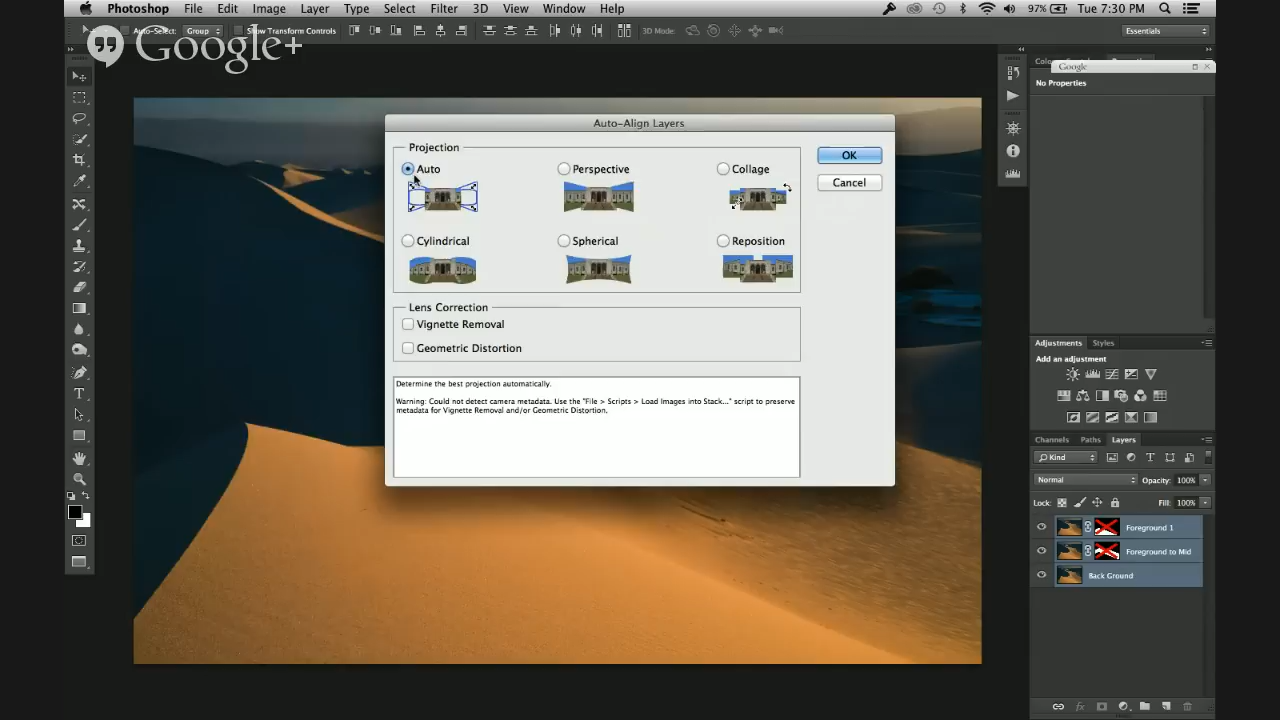 Photoshop File Edit Image Layer Type Select Filter 3D View Window Help 97% Tue 7:30 PM
Auto-Select: Group Show Transform Controls 3D Mode: Essentials
Google+
Google
No Properties
Auto-Align Layers
Projection
Auto Perspective Collage
Cylindrical Spherical Reposition
OK
Cancel
Lens Correction
Vignette Removal
Geometric Distortion
Determine the best projection automatically.
Warning: Could not detect camera metadata. Use the "File > Scripts > Load Images into Stack..." script to preserve
metadata for Vignette Removal and/or Geometric Distortion.
Adjustments Styles
Add an adjustment
Channels Paths Layers
Kind
Normal Opacity: 100%
Lock: Fill: 100%
Foreground 1
Foreground to Mid
Back Ground